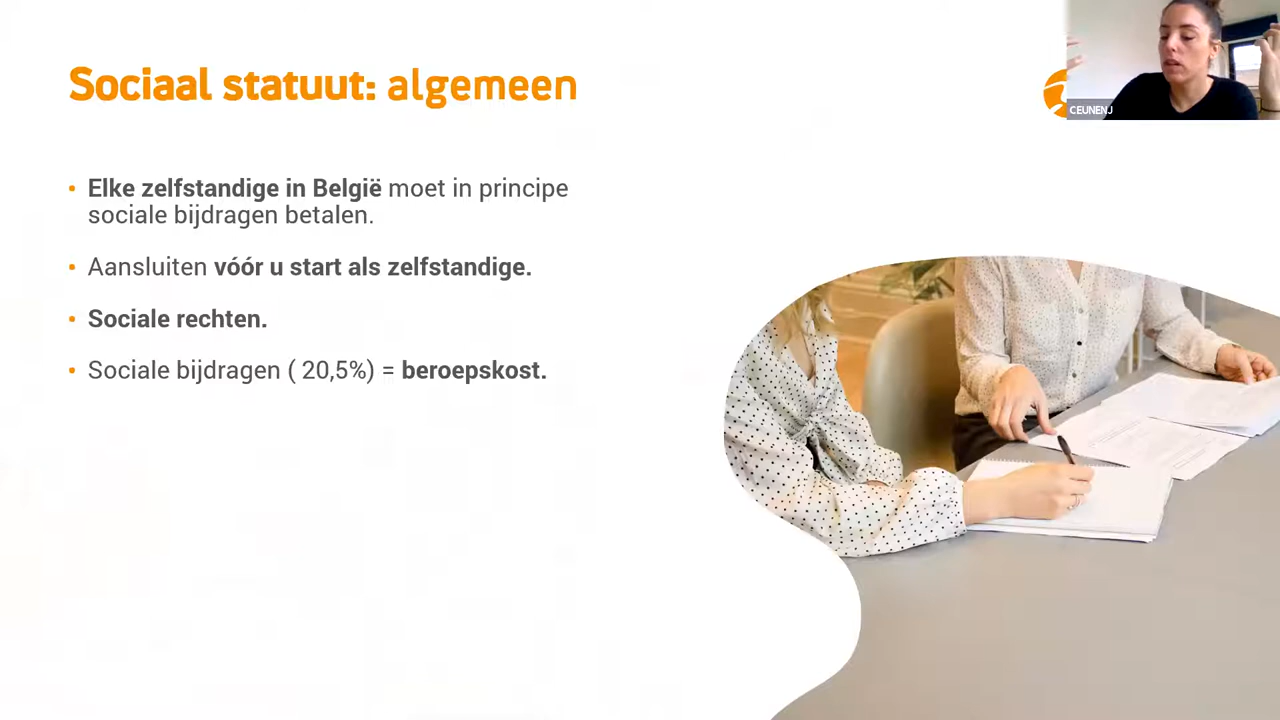 Sociaal statuut: algemeen
CEUNENJ
• Elke zelfstandige in België moet in principe
sociale bijdragen betalen.
• Aansluiten vóór u start als zelfstandige.
• Sociale rechten.
• Sociale bijdragen ( 20,5%) = beroepskost.